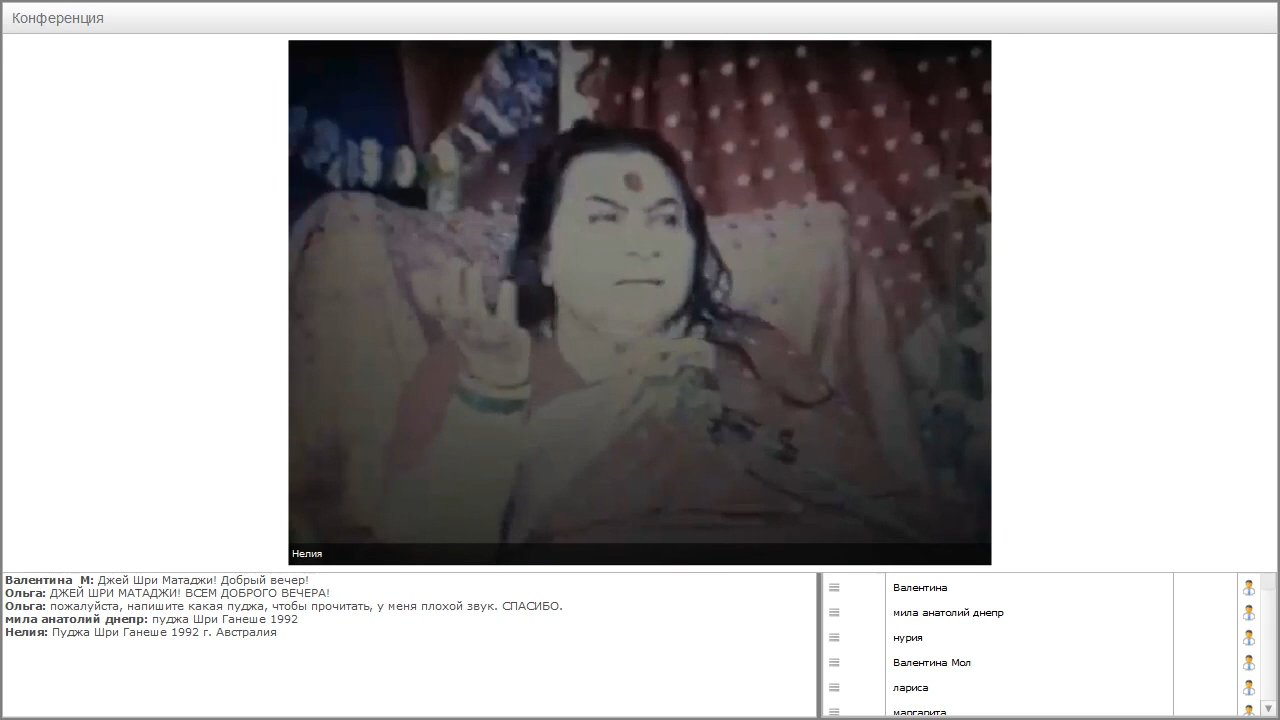 Конференция
Нелия
Валентина М: Джей Шри Матаджи! Добрый вечер!
Ольга: ДЖЕЙ ШРИ МАТАДЖИ! ВСЕМ ДОБРОГО ВЕЧЕРА!
Ольга: пожалуйста, напишите какая пуджа, чтобы прочитать, у меня плохой звук. СПАСИБО.
мила анатолий днепр: пуджа Шри Ганеше 1992
Нелия: Пуджа Шри Ганеше 1992 г. Австралия
Валентина
мила анатолий днепр
нурия
Валентина Мол
лариса
маргарита